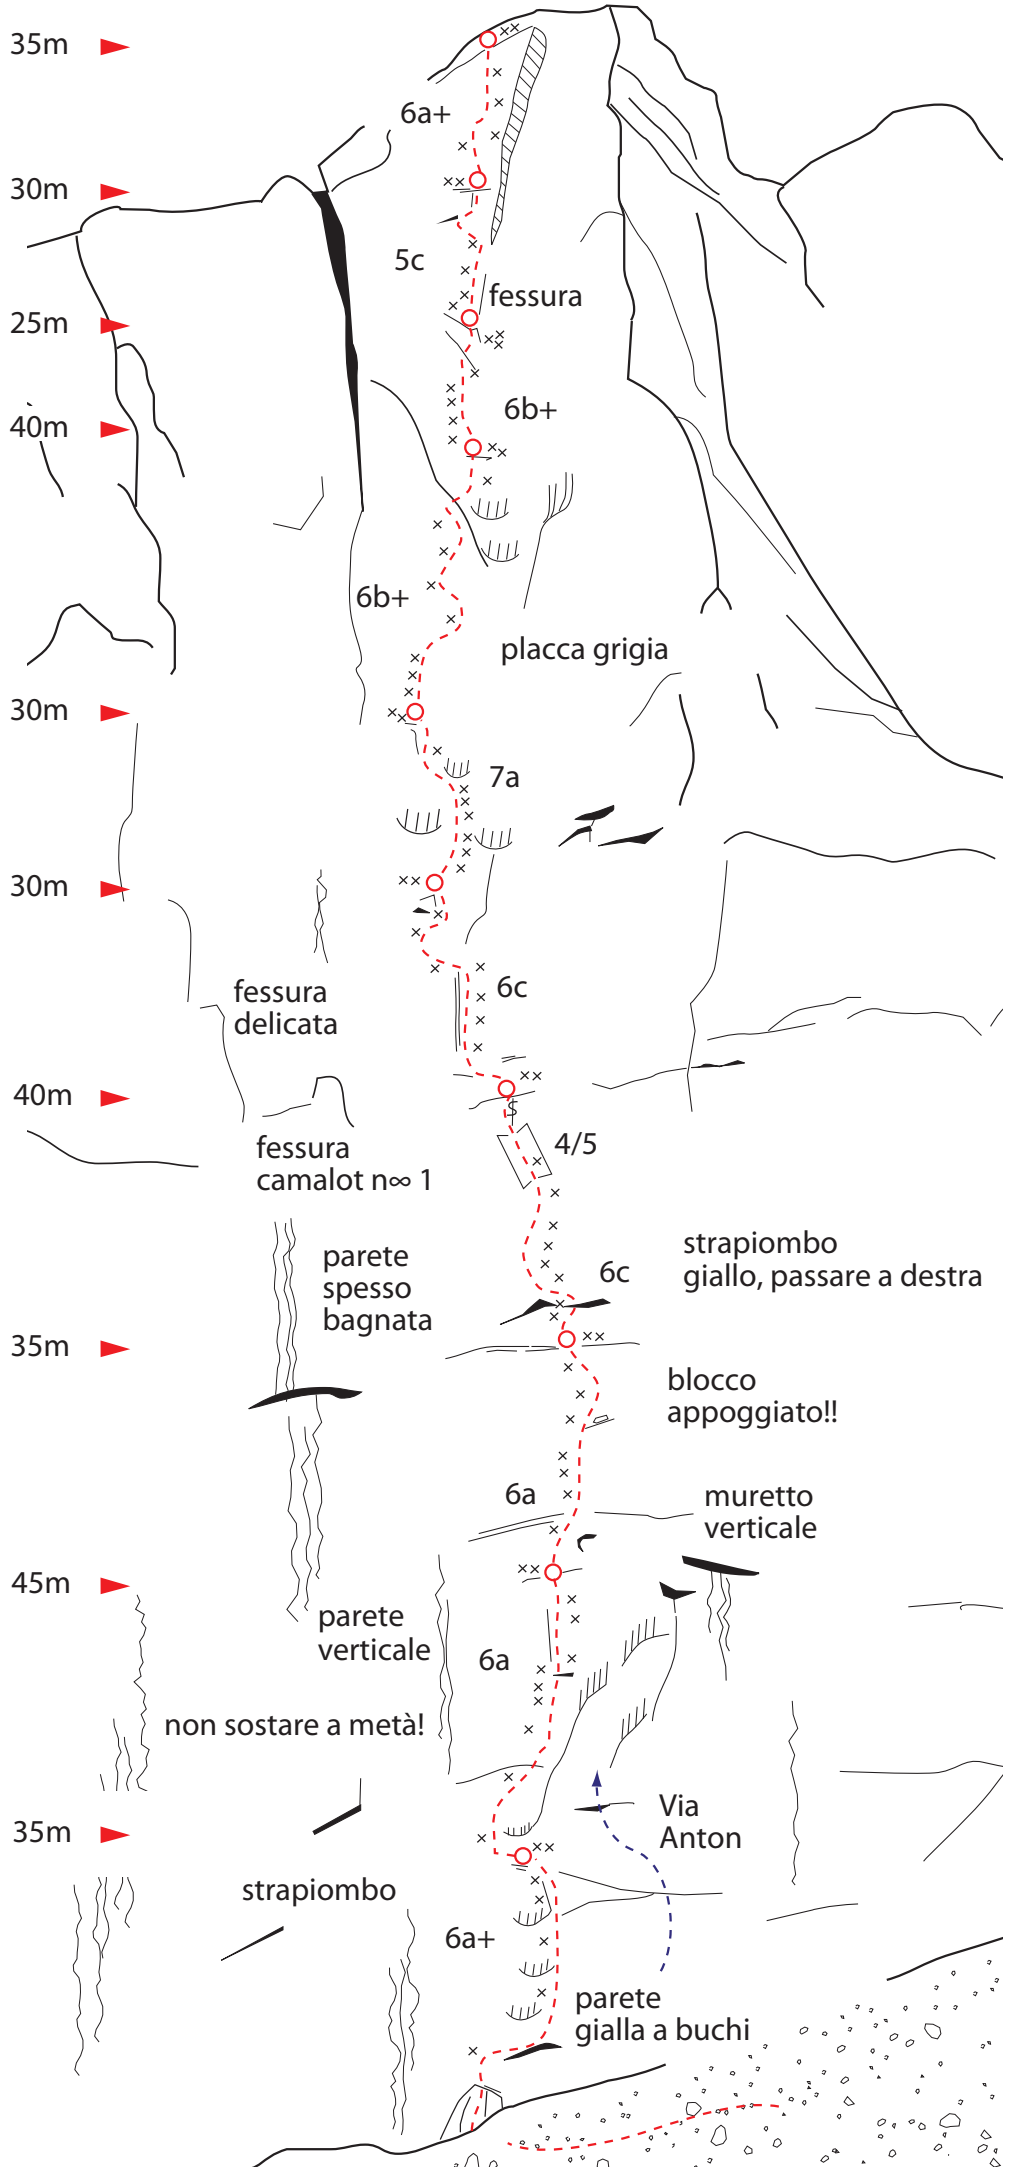 35m
6a+
30m
5c
fessura
25m
6b+
40m
6b+
placca grigia
30m
7a
30m
6c
fessura
delicata
40m
4/5
fessura
camalot n∞ 1
parete
spesso
bagnata
strapiombo
giallo, passare a destra
6c
35m
blocco
appoggiato!!
6a
muretto
verticale
45m
parete
verticale
6a
non sostare a metà!
Via
Anton
35m
strapiombo
6a+
parete
gialla a buchi